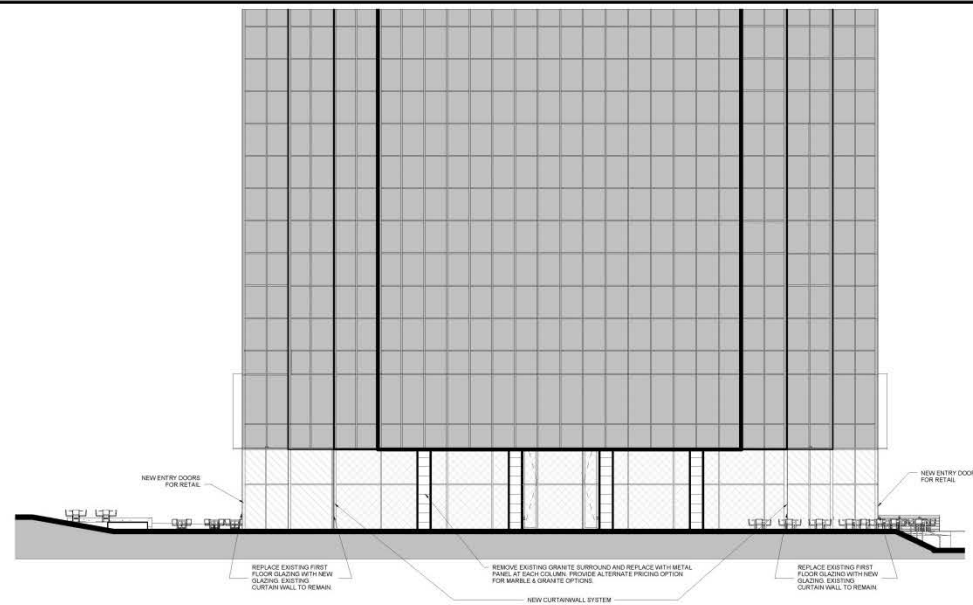 NEW ENTRY DOORS
FOR RETAIL
NEW ENTRY DOORS
FOR RETAIL
REPLACE EXISTING FIRST
FLOOR GLAZING WITH NEW
GLAZING. EXISTING
CURTAIN WALL TO REMAIN.
REMOVE EXISTING GRANITE SURROUND AND REPLACE WITH METAL
PANEL AT EACH COLUMN. PROVIDE ALTERNATE PRICING OPTION
FOR MARBLE & GRANITE OPTIONS.
REPLACE EXISTING FIRST
FLOOR GLAZING WITH NEW
GLAZING. EXISTING
CURTAIN WALL TO REMAIN.
NEW CURTAINWALL SYSTEM